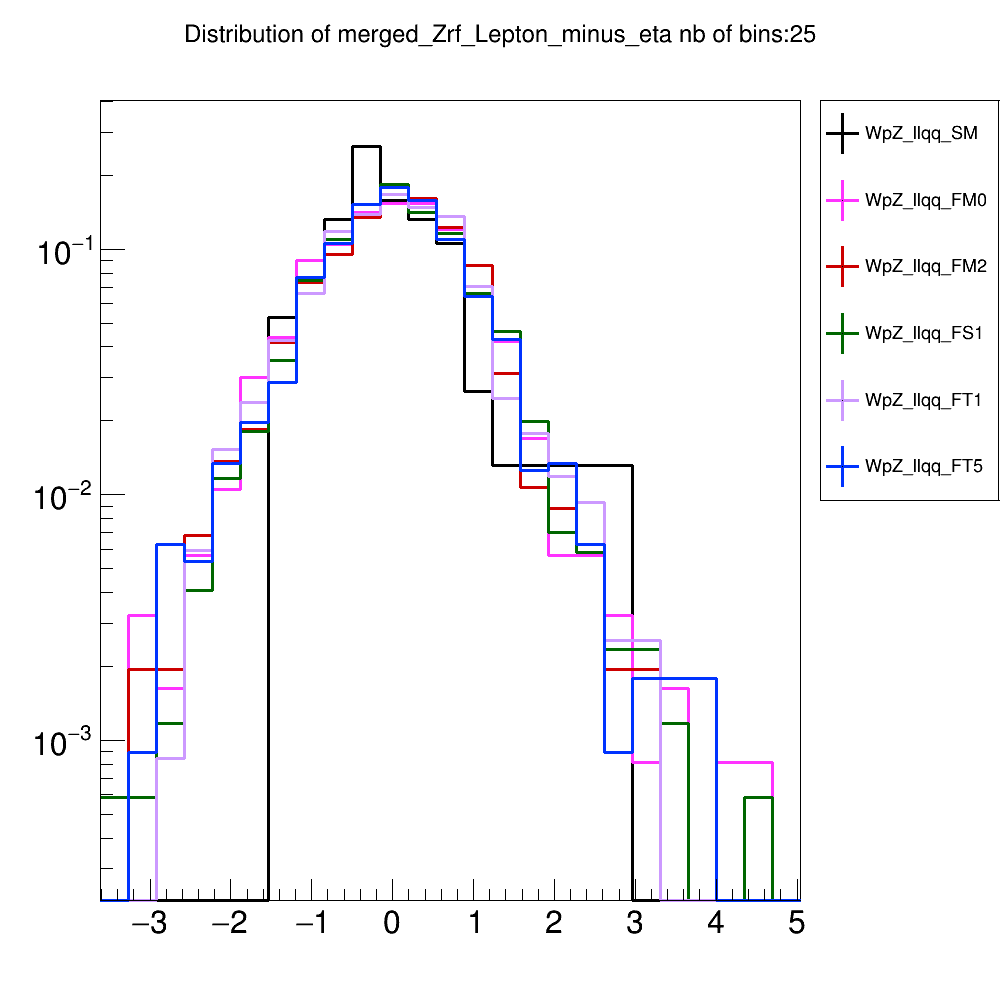 Distribution of merged_Zrf_Lepton_minus_eta nb of bins:25
WpZ_llqq_SM
WpZ_llqq_FM0
WpZ_llqq_FM2
WpZ_llqq_FS1
WpZ_llqq_FT1
WpZ_llqq_FT5
10⁻¹
10⁻²
10⁻³
−3 −2 −1 0 1 2 3 4 5